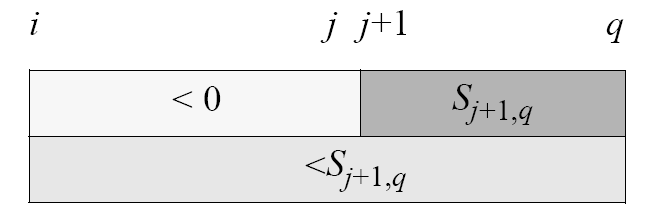 i j j+1 q
< 0 S_{j+1,q}
<S_{j+1,q}